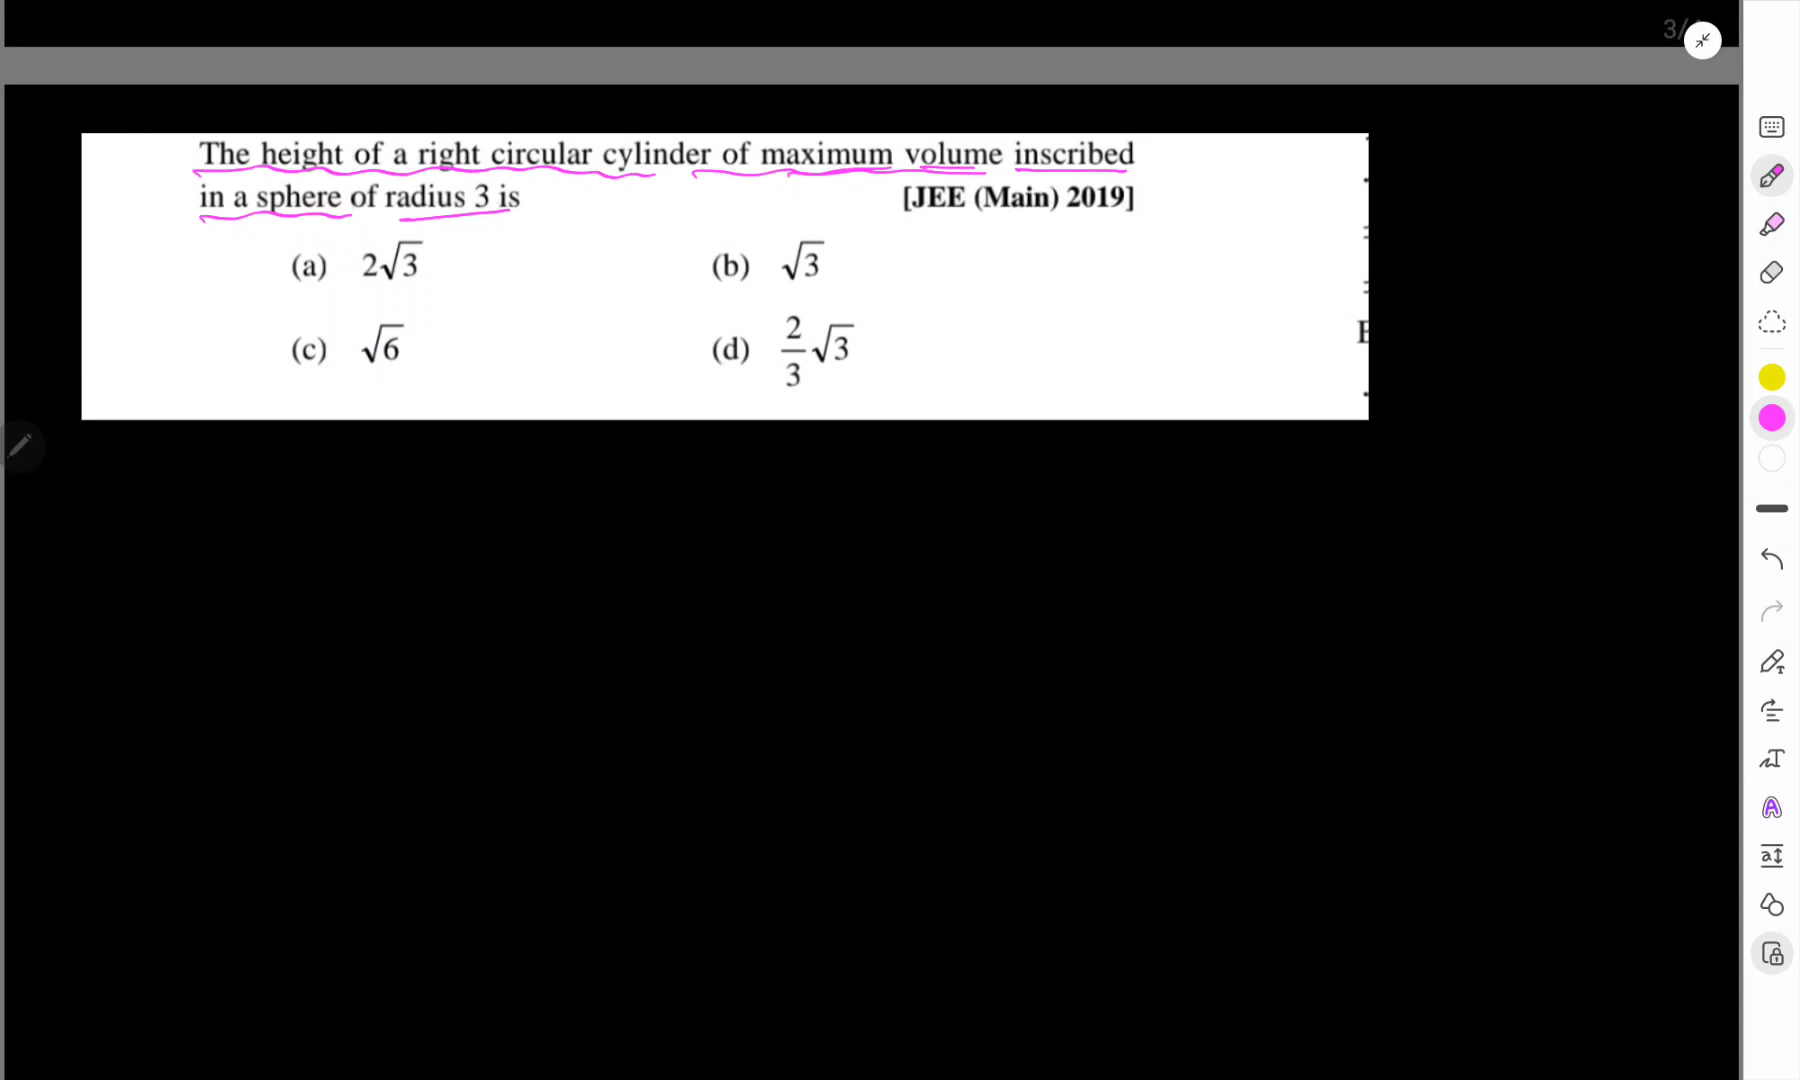 3/
The height of a right circular cylinder of maximum volume inscribed
in a sphere of radius 3 is [JEE (Main) 2019]
(a) 2√3 (b) √3
(c) √6 (d) 2/3 √3